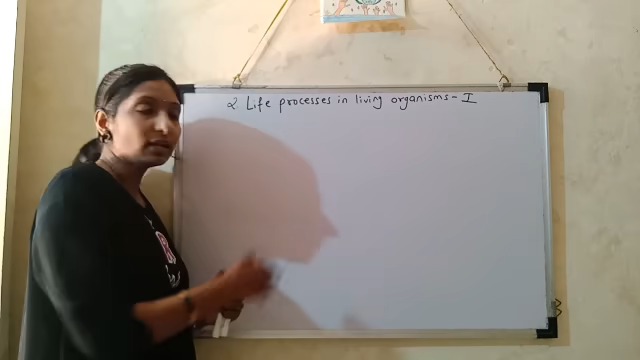 2 Life processes in living organisms - I
R